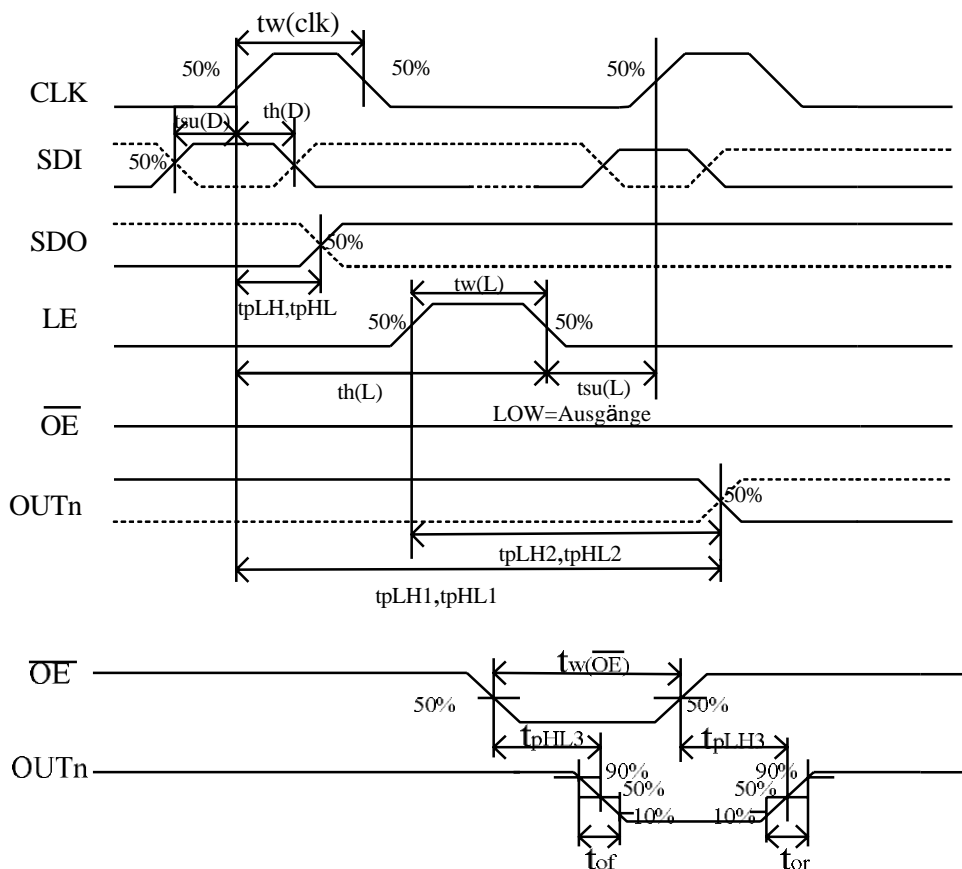 tw(clk)
50%
50%
50%
CLK
tsu(D)
th(D)
SDI
50%
SDO
50%
tpLH,tpHL
tw(L)
LE
50%
50%
th(L)
tsu(L)
LOW=Ausgänge
OE
OUTn
50%
tpLH2,tpHL2
tpLH1,tpHL1
OE
tw(OE)
50%
50%
tpHL3
tpLH3
OUTn
90%
90%
50%
50%
10%
10%
tof
tor